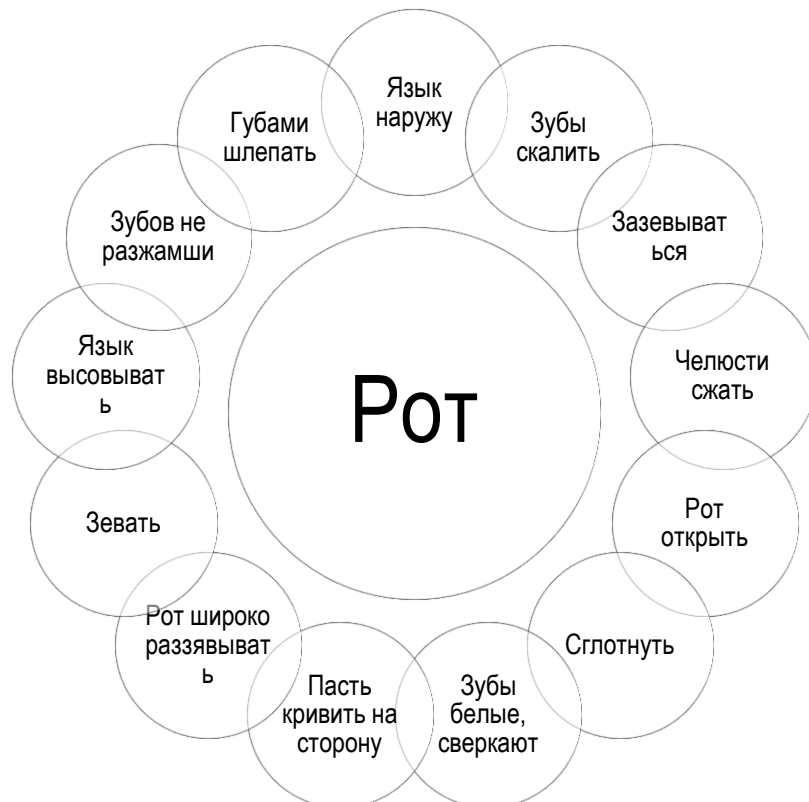 Рот
Язык
наружу
Зубы
скалить
Зазевыват
ься
Челюсти
сжать
Рот
открыть
Сглотнуть
Зубы
белые,
сверкают
Пасть
кривить на
сторону
Рот широко
раззявыват
ь
Зевать
Язык
высовыват
ь
Зубов не
разжамши
Губами
шлепать